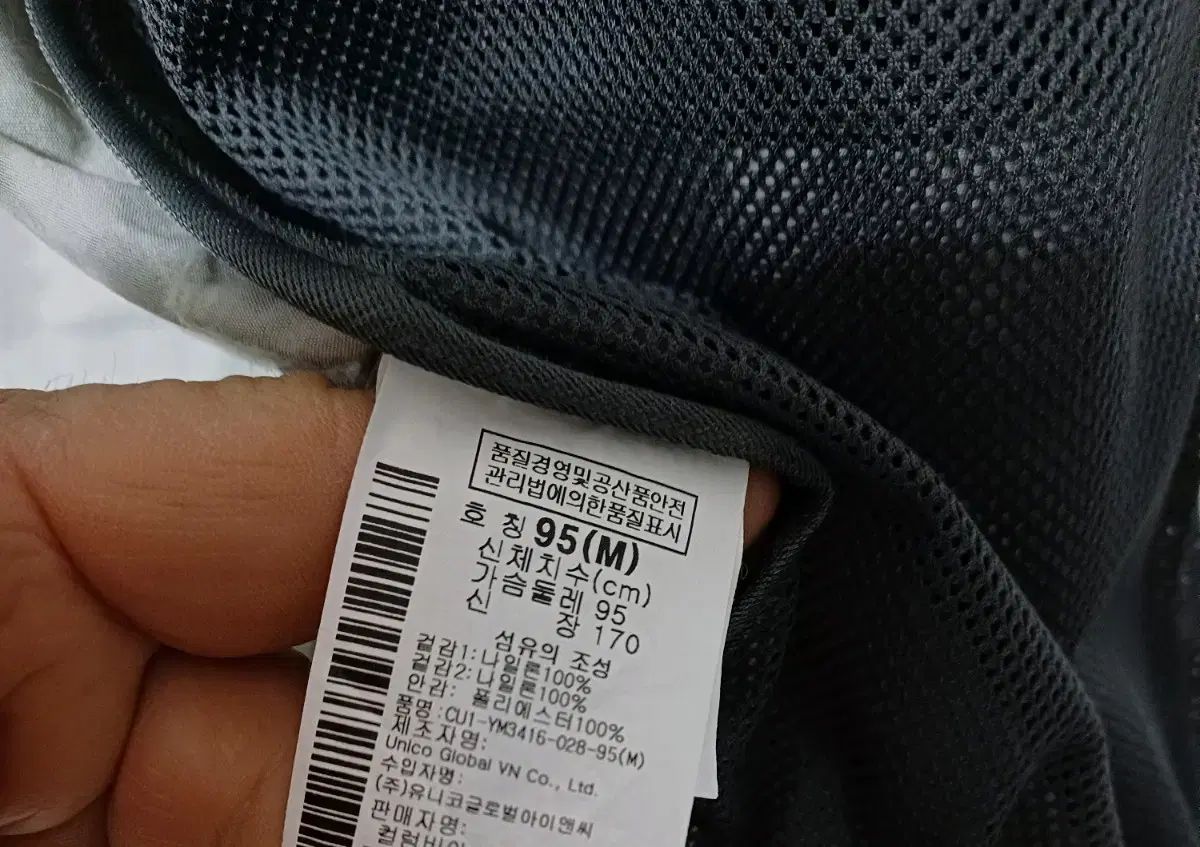 품질경영및공산품안전
관리법에의한품질표시
호 칭 95(M)
신체치수(cm)
가슴둘레 95
신 장 170
섬유의 조성
겉감1: 나일론100%
겉감2: 나일론100%
안감: 폴리에스터100%
품명:CU1-YM3416-028-95(M)
제조자명:
Unico Global VN Co., Ltd.
수입자명:
(주)유니코글로벌아이앤씨
판매자명: